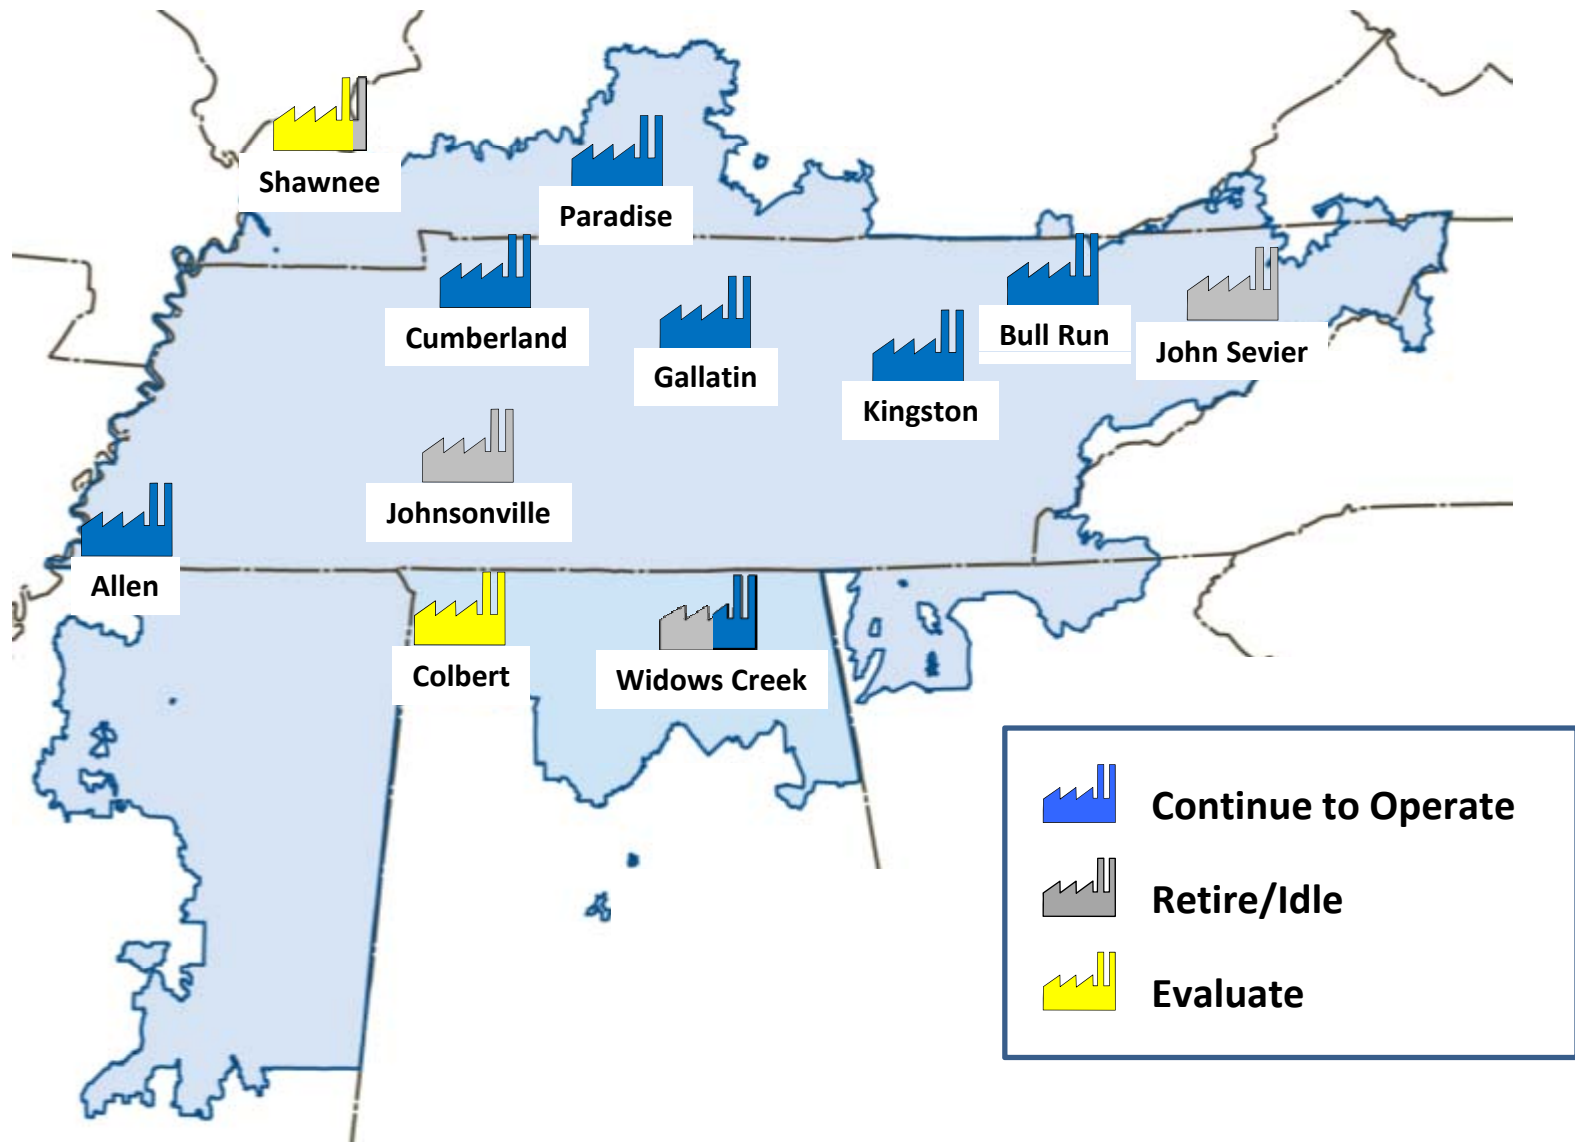 Shawnee
Paradise
Cumberland
Gallatin
Kingston
Bull Run
John Sevier
Johnsonville
Allen
Colbert
Widows Creek
Continue to Operate
Retire/Idle
Evaluate